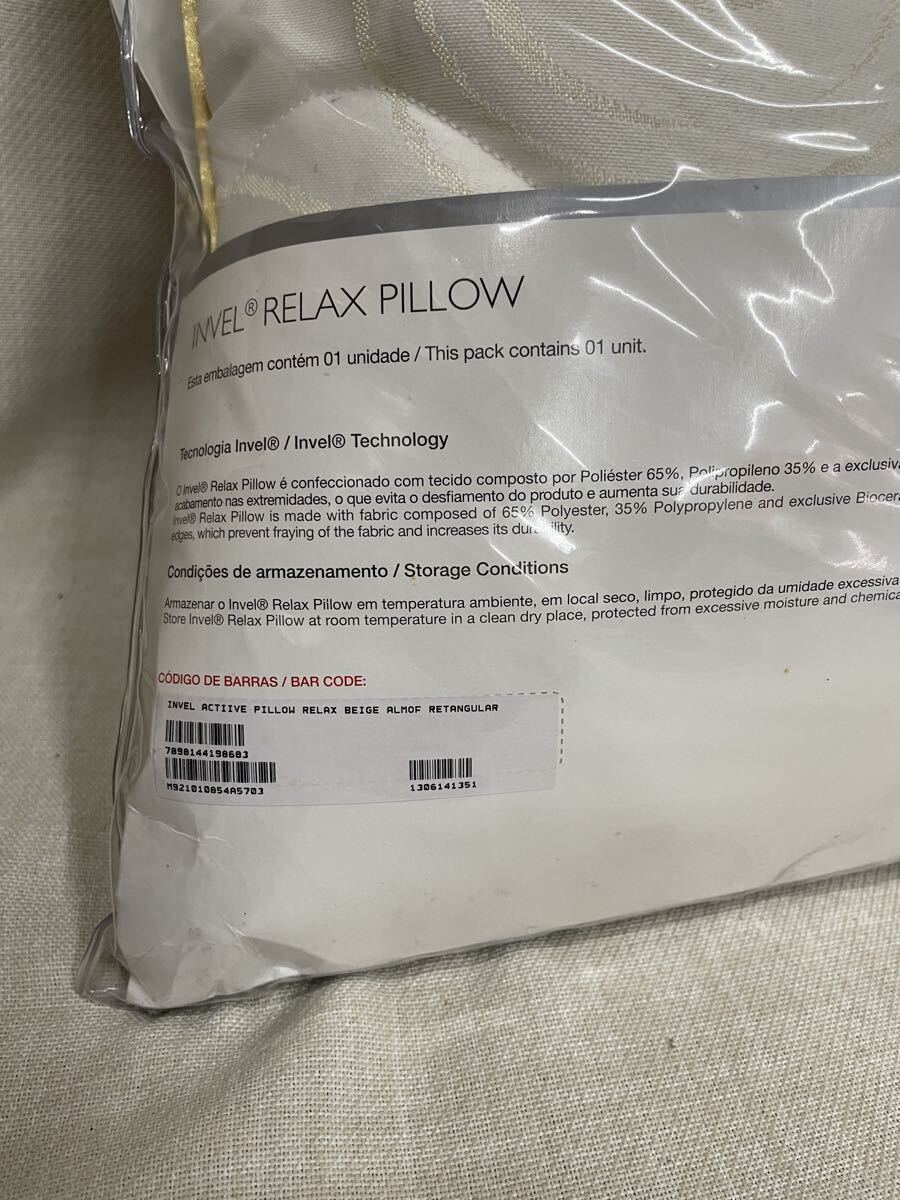 INVEL® RELAX PILLOW
Esta embalagem contém 01 unidade / This pack contains 01 unit.
Tecnologia Invel® / Invel® Technology
O Invel® Relax Pillow é confeccionado com tecido composto por Poliéster 65%, Polipropileno 35% e a exclusiv
acabamento nas extremidades, o que evita o desfiamento do produto e aumenta sua durabilidade.
Invel® Relax Pillow is made with fabric composed of 65% Polyester, 35% Polypropylene and exclusive Biocera
edges, which prevent fraying of the fabric and increases its durability.
Condições de armazenamento / Storage Conditions
Armazenar o Invel® Relax Pillow em temperatura ambiente, em local seco, limpo, protegido da umidade excessiva
Store Invel® Relax Pillow at room temperature in a clean dry place, protected from excessive moisture and chemica
CÓDIGO DE BARRAS / BAR CODE:
INVEL ACTIIVE PILLOW RELAX BEIGE ALMOF RETANGULAR
7898144198683
M921010854A5703 1306141351